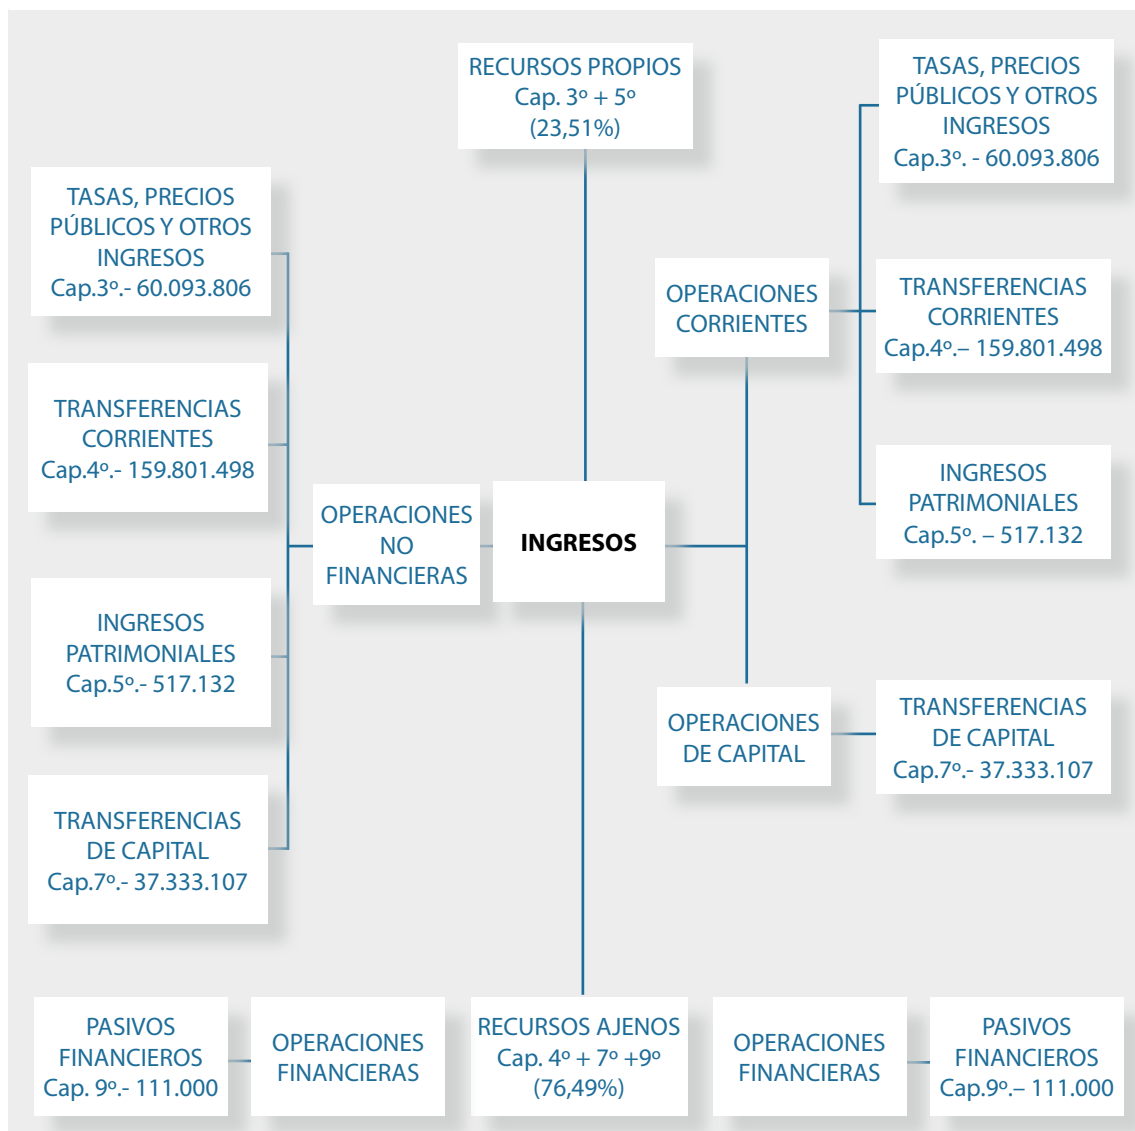 RECURSOS PROPIOS
Cap. 3º + 5º
(23,51%)
TASAS, PRECIOS
PÚBLICOS Y OTROS
INGRESOS
Cap.3º. - 60.093.806
TASAS, PRECIOS
PÚBLICOS Y OTROS
INGRESOS
Cap.3º.- 60.093.806
OPERACIONES
CORRIENTES
TRANSFERENCIAS
CORRIENTES
Cap.4º.– 159.801.498
TRANSFERENCIAS
CORRIENTES
Cap.4º.- 159.801.498
INGRESOS
PATRIMONIALES
Cap.5º. – 517.132
OPERACIONES
NO
FINANCIERAS
INGRESOS
INGRESOS
PATRIMONIALES
Cap.5º.- 517.132
OPERACIONES
DE CAPITAL
TRANSFERENCIAS
DE CAPITAL
Cap.7º.- 37.333.107
TRANSFERENCIAS
DE CAPITAL
Cap.7º.- 37.333.107
PASIVOS
FINANCIEROS
Cap. 9º.- 111.000
OPERACIONES
FINANCIERAS
RECURSOS AJENOS
Cap. 4º + 7º +9º
(76,49%)
OPERACIONES
FINANCIERAS
PASIVOS
FINANCIEROS
Cap.9º.– 111.000